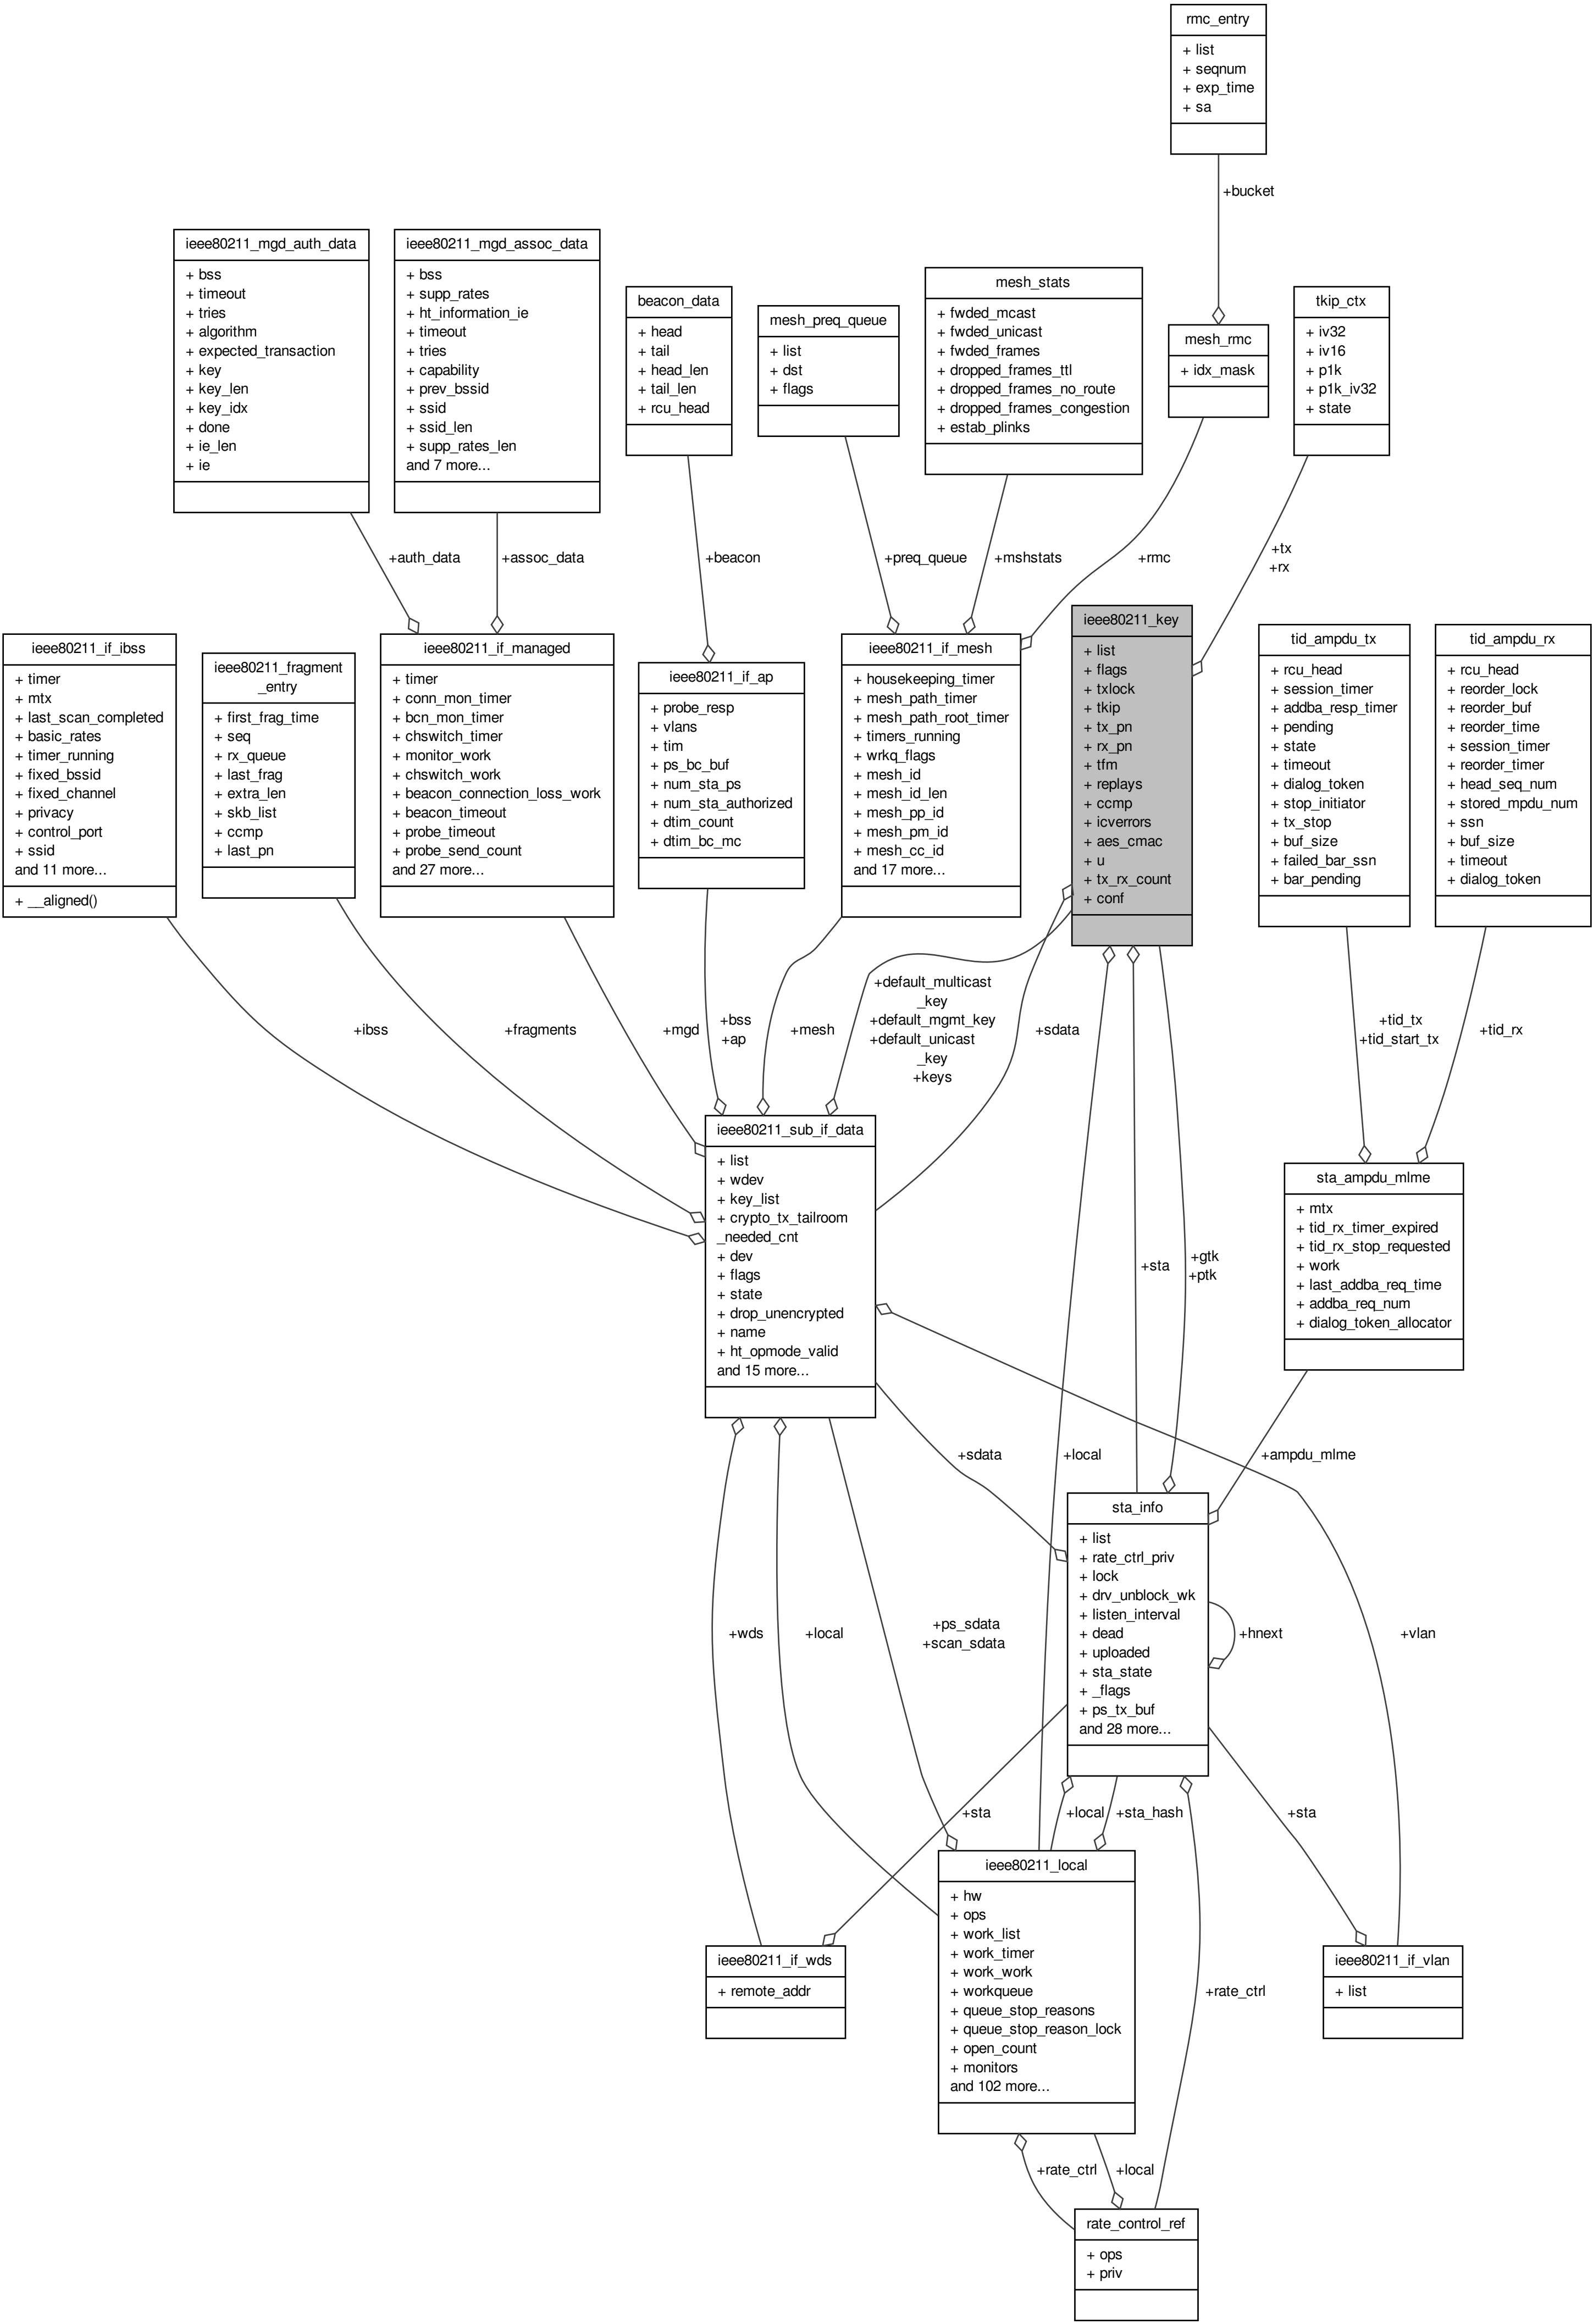 rmc_entry
+ list
+ seqnum
+ exp_time
+ sa
+bucket
ieee80211_mgd_auth_data
+ bss
+ timeout
+ tries
+ algorithm
+ expected_transaction
+ key
+ key_len
+ key_idx
+ done
+ ie_len
+ ie
ieee80211_mgd_assoc_data
+ bss
+ supp_rates
+ ht_information_ie
+ timeout
+ tries
+ capability
+ prev_bssid
+ ssid
+ ssid_len
+ supp_rates_len
and 7 more...
beacon_data
+ head
+ tail
+ head_len
+ tail_len
+ rcu_head
mesh_preq_queue
+ list
+ dst
+ flags
mesh_stats
+ fwded_mcast
+ fwded_unicast
+ fwded_frames
+ dropped_frames_ttl
+ dropped_frames_no_route
+ dropped_frames_congestion
+ estab_plinks
mesh_rmc
+ idx_mask
tkip_ctx
+ iv32
+ iv16
+ p1k
+ p1k_iv32
+ state
+auth_data
+assoc_data
+beacon
+preq_queue
+mshstats
+rmc
+tx
+rx
ieee80211_if_ibss
+ timer
+ mtx
+ last_scan_completed
+ basic_rates
+ timer_running
+ fixed_bssid
+ fixed_channel
+ privacy
+ control_port
+ ssid
and 11 more...
+ __aligned()
ieee80211_fragment
_entry
+ first_frag_time
+ seq
+ rx_queue
+ last_frag
+ extra_len
+ skb_list
+ ccmp
+ last_pn
ieee80211_if_managed
+ timer
+ conn_mon_timer
+ bcn_mon_timer
+ chswitch_timer
+ monitor_work
+ chswitch_work
+ beacon_connection_loss_work
+ beacon_timeout
+ probe_timeout
+ probe_send_count
and 27 more...
ieee80211_if_ap
+ probe_resp
+ vlans
+ tim
+ ps_bc_buf
+ num_sta_ps
+ num_sta_authorized
+ dtim_count
+ dtim_bc_mc
ieee80211_if_mesh
+ housekeeping_timer
+ mesh_path_timer
+ mesh_path_root_timer
+ timers_running
+ wrkq_flags
+ mesh_id
+ mesh_id_len
+ mesh_pp_id
+ mesh_pm_id
+ mesh_cc_id
and 17 more...
ieee80211_key
+ list
+ flags
+ txlock
+ tkip
+ tx_pn
+ rx_pn
+ tfm
+ replays
+ ccmp
+ icverrors
+ aes_cmac
+ u
+ tx_rx_count
+ conf
tid_ampdu_tx
+ rcu_head
+ session_timer
+ addba_resp_timer
+ pending
+ state
+ timeout
+ dialog_token
+ stop_initiator
+ tx_stop
+ buf_size
+ failed_bar_ssn
+ bar_pending
tid_ampdu_rx
+ rcu_head
+ reorder_lock
+ reorder_buf
+ reorder_time
+ session_timer
+ reorder_timer
+ head_seq_num
+ stored_mpdu_num
+ ssn
+ buf_size
+ timeout
+ dialog_token
+ibss
+fragments
+mgd
+bss
+ap
+mesh
+default_multicast
_key
+default_mgmt_key
+default_unicast
_key
+keys
+sdata
+tid_tx
+tid_start_tx
+tid_rx
ieee80211_sub_if_data
+ list
+ wdev
+ key_list
+ crypto_tx_tailroom
_needed_cnt
+ dev
+ flags
+ state
+ drop_unencrypted
+ name
+ ht_opmode_valid
and 15 more...
+sta
+gtk
+ptk
sta_ampdu_mlme
+ mtx
+ tid_rx_timer_expired
+ tid_rx_stop_requested
+ work
+ last_addba_req_time
+ addba_req_num
+ dialog_token_allocator
+sdata
+local
+ampdu_mlme
sta_info
+ list
+ rate_ctrl_priv
+ lock
+ drv_unblock_wk
+ listen_interval
+ dead
+ uploaded
+ sta_state
+ _flags
+ ps_tx_buf
and 28 more...
+wds
+local
+ps_sdata
+scan_sdata
+hnext
+vlan
+sta
+local
+sta_hash
+sta
ieee80211_local
+ hw
+ ops
+ work_list
+ work_timer
+ work_work
+ workqueue
+ queue_stop_reasons
+ queue_stop_reason_lock
+ open_count
+ monitors
and 102 more...
ieee80211_if_wds
+ remote_addr
+rate_ctrl
ieee80211_if_vlan
+ list
+rate_ctrl
+local
rate_control_ref
+ ops
+ priv